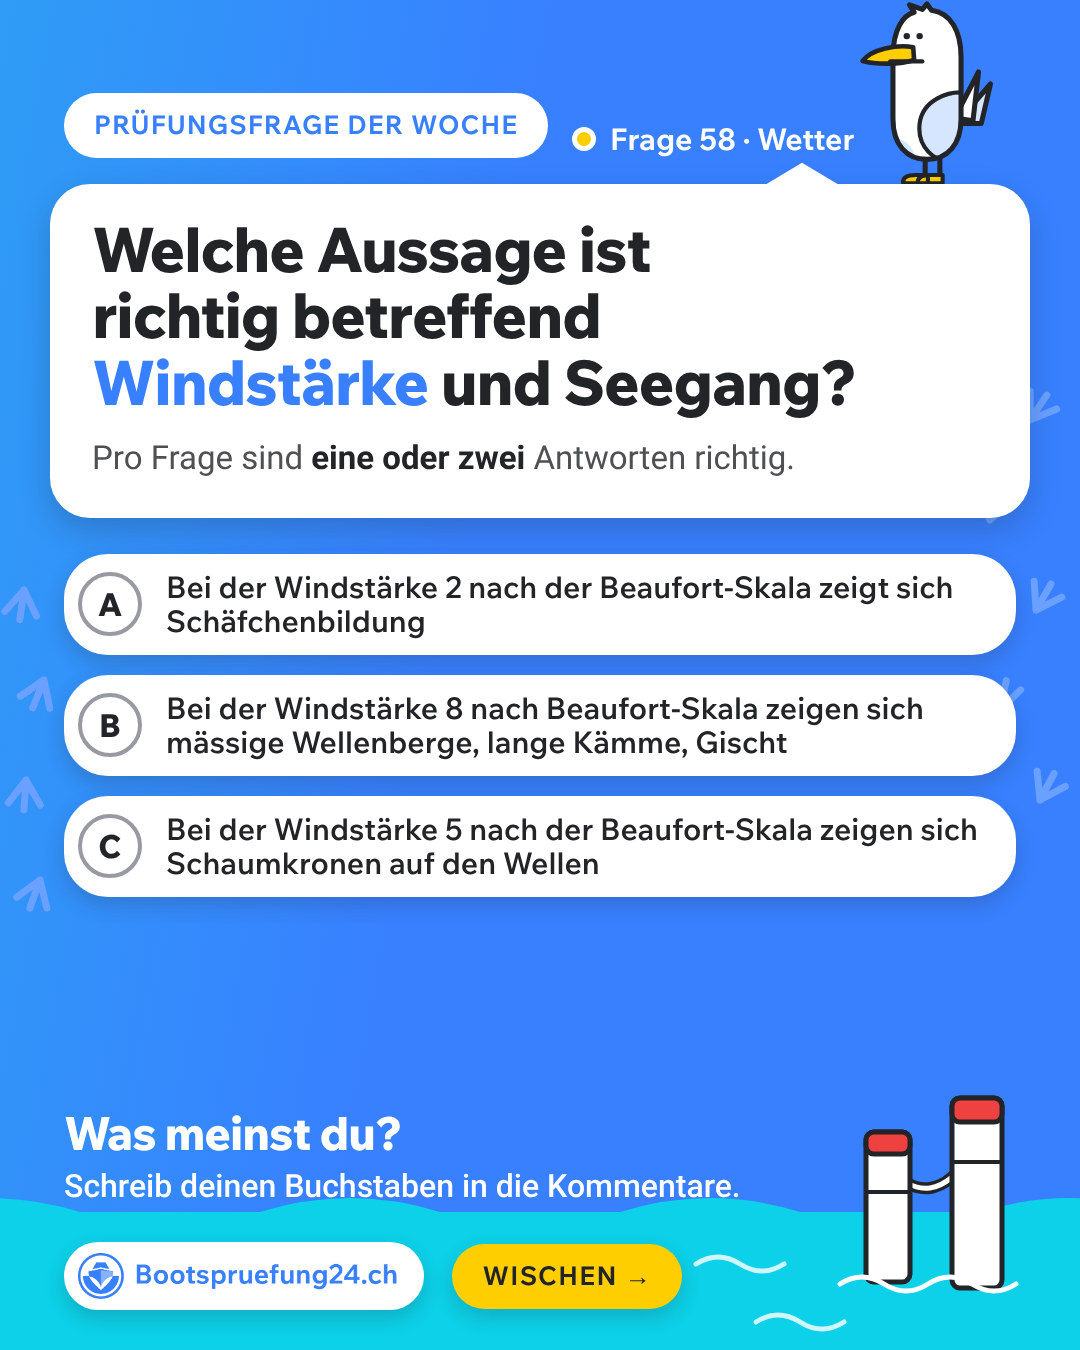 PRÜFUNGSFRAGE DER WOCHE
Frage 58 · Wetter
Welche Aussage ist
richtig betreffend
Windstärke und Seegang?
Pro Frage sind eine oder zwei Antworten richtig.
A
Bei der Windstärke 2 nach der Beaufort-Skala zeigt sich
Schäfchenbildung
B
Bei der Windstärke 8 nach Beaufort-Skala zeigen sich
mässige Wellenberge, lange Kämme, Gischt
C
Bei der Windstärke 5 nach der Beaufort-Skala zeigen sich
Schaumkronen auf den Wellen
Was meinst du?
Schreib deinen Buchstaben in die Kommentare.
Bootspruefung24.ch
WISCHEN →